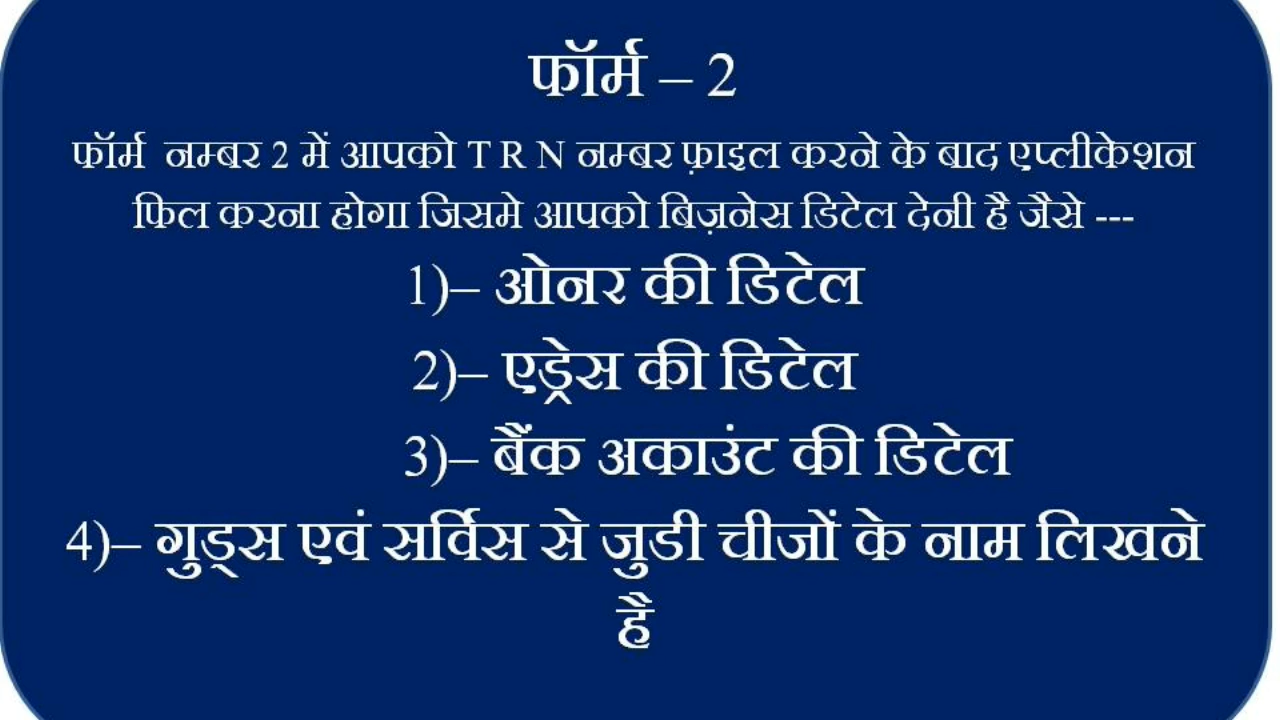 फॉर्म – 2
फॉर्म नम्बर 2 में आपको T R N नम्बर फ़ाइल करने के बाद एप्लीकेशन
फिल करना होगा जिसमे आपको बिज़नेस डिटेल देनी है जैसे ---
1)– ओनर की डिटेल
2)– एड्रेस की डिटेल
3)– बैंक अकाउंट की डिटेल
4)– गुड्स एवं सर्विस से जुडी चीजों के नाम लिखने
है